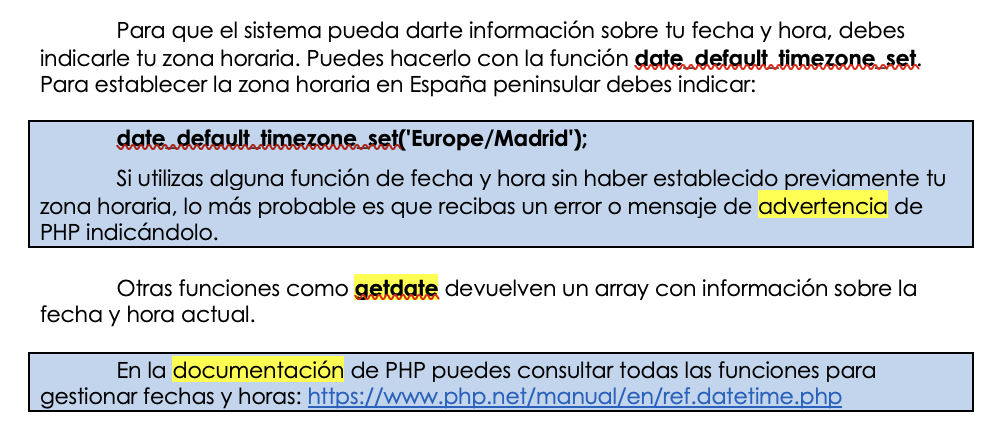 Para que el sistema pueda darte información sobre tu fecha y hora, debes
indicarle tu zona horaria. Puedes hacerlo con la función date_default_timezone_set.
Para establecer la zona horaria en España peninsular debes indicar:
date_default_timezone_set('Europe/Madrid');
Si utilizas alguna función de fecha y hora sin haber establecido previamente tu
zona horaria, lo más probable es que recibas un error o mensaje de advertencia de
PHP indicándolo.
Otras funciones como getdate devuelven un array con información sobre la
fecha y hora actual.
En la documentación de PHP puedes consultar todas las funciones para
gestionar fechas y horas: https://www.php.net/manual/en/ref.datetime.php